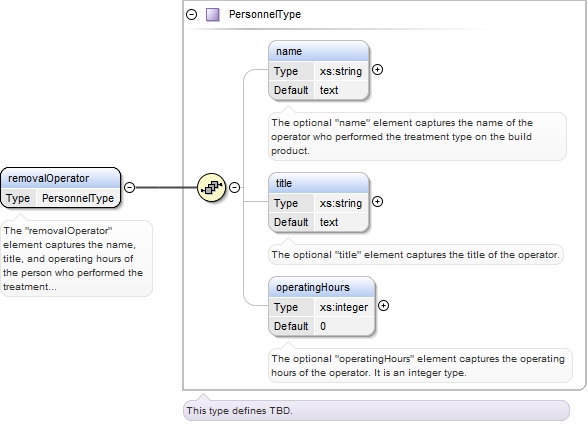 PersonnelType
name
Type xs:string
Default text
The optional "name" element captures the name of the
operator who performed the treatment type on the build
product.
removalOperator
Type PersonnelType
The "removalOperator"
element captures the name,
title, and operating hours of
the person who performed the
treatment...
title
Type xs:string
Default text
The optional "title" element captures the title of the operator.
operatingHours
Type xs:integer
Default 0
The optional "operatingHours" element captures the operating
hours of the operator. It is an integer type.
This type defines TBD.